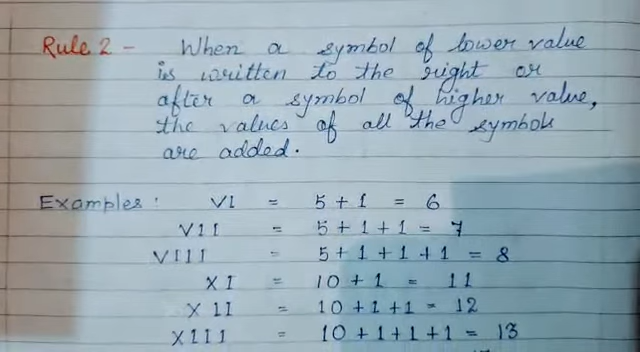 Rule 2 - When a symbol of lower value
is written to the right or
after a symbol of higher value,
the values of all the symbols
are added.
Examples : VI = 5 + 1 = 6
VII = 5 + 1 + 1 = 7
VIII = 5 + 1 + 1 + 1 = 8
XI = 10 + 1 = 11
XII = 10 + 1 + 1 = 12
XIII = 10 + 1 + 1 + 1 = 13